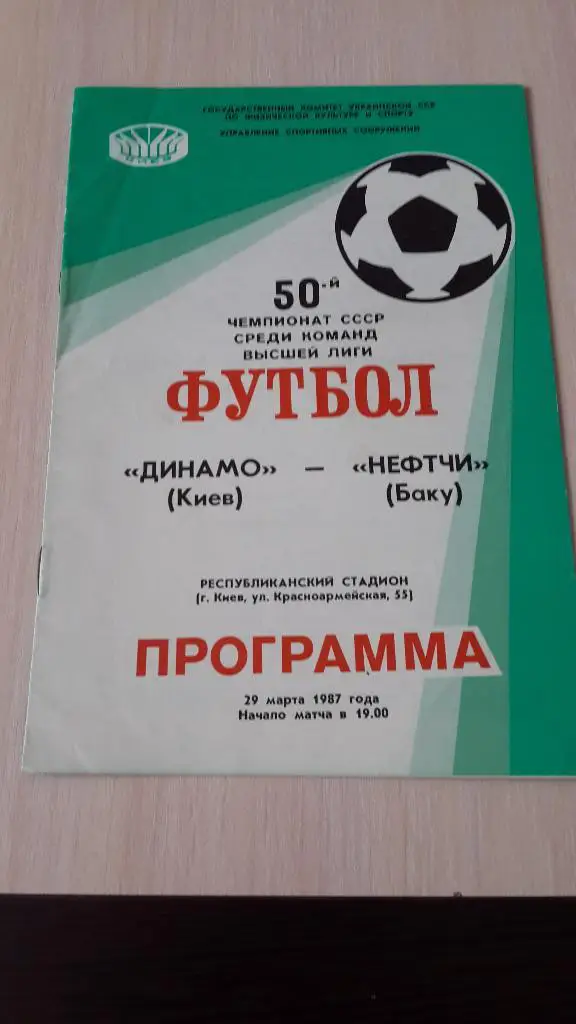 ГОСУДАРСТВЕННЫЙ КОМИТЕТ УКРАИНСКОЙ ССР
ПО ФИЗИЧЕСКОЙ КУЛЬТУРЕ И СПОРТУ
УПРАВЛЕНИЕ СПОРТИВНЫХ СООРУЖЕНИЙ
50-й
ЧЕМПИОНАТ СССР
СРЕДИ КОМАНД
ВЫСШЕЙ ЛИГИ
ФУТБОЛ
«ДИНАМО» — «НЕФТЧИ»
(Киев) (Баку)
РЕСПУБЛИКАНСКИЙ СТАДИОН
(г. Киев, ул. Красноармейская, 55)
ПРОГРАММА
29 марта 1987 года
Начало матча в 19.00